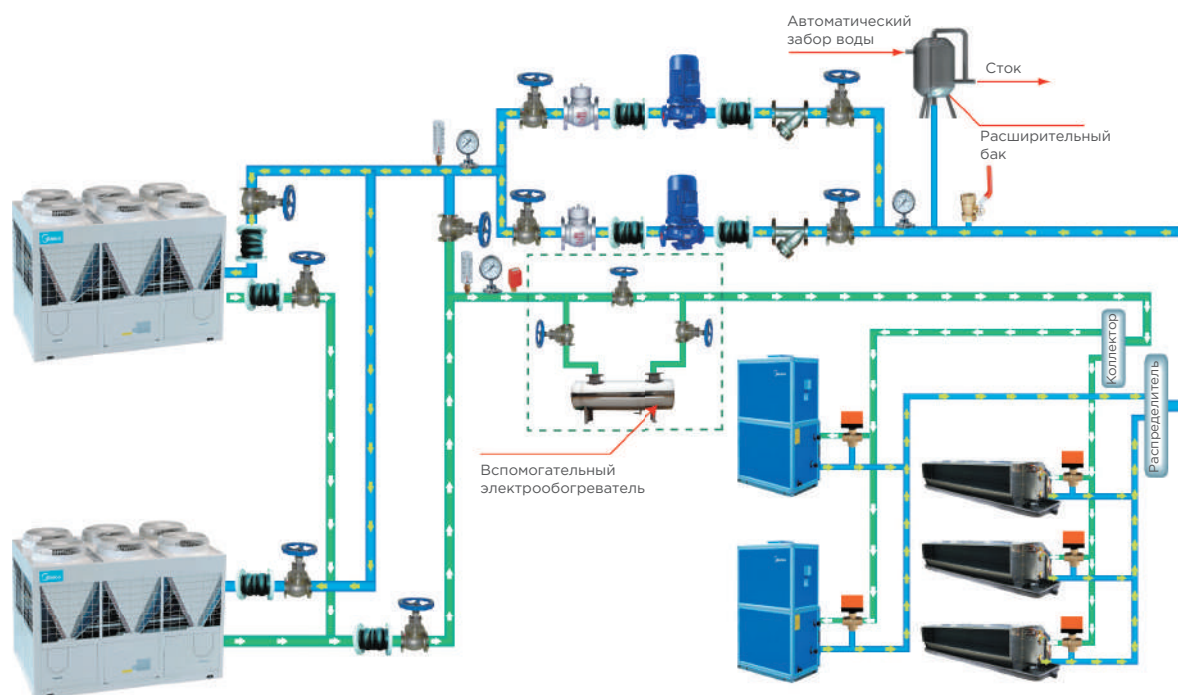 Автоматический
забор воды
Сток
Расширительный
бак
Коллектор
Распределитель
Вспомогательный
электрообогреватель